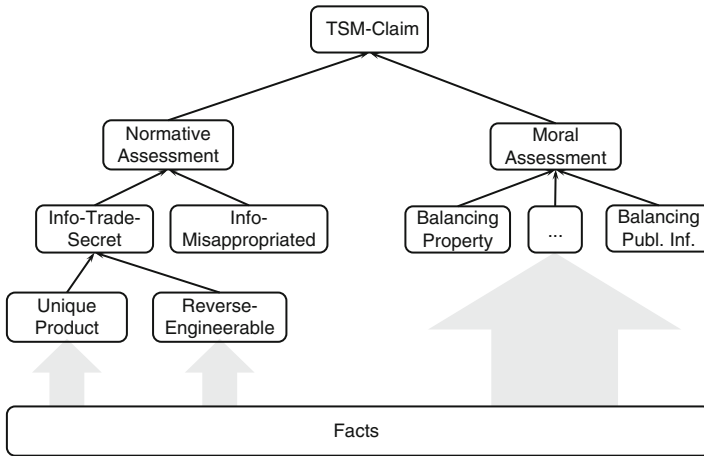 TSM-Claim
Normative
Assessment
Moral
Assessment
Info-Trade-
Secret
Info-
Misappropriated
Balancing
Property
...
Balancing
Publ. Inf.
Unique
Product
Reverse-
Engineerable
Facts